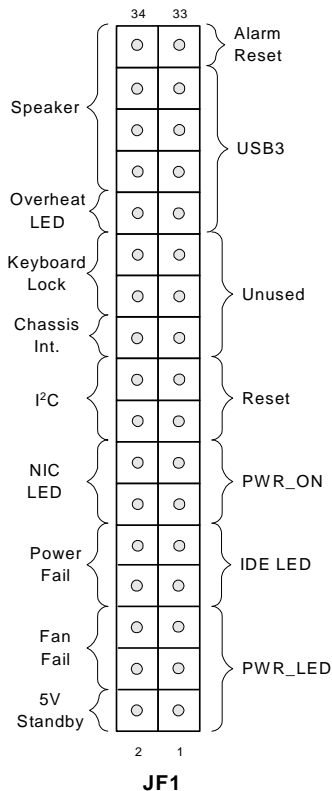 34 33
Alarm
Reset
Speaker
USB3
Overheat
LED
Keyboard
Lock
Unused
Chassis
Int.
I²C
Reset
NIC
LED
PWR_ON
Power
Fail
IDE LED
Fan
Fail
PWR_LED
5V
Standby
2 1
JF1